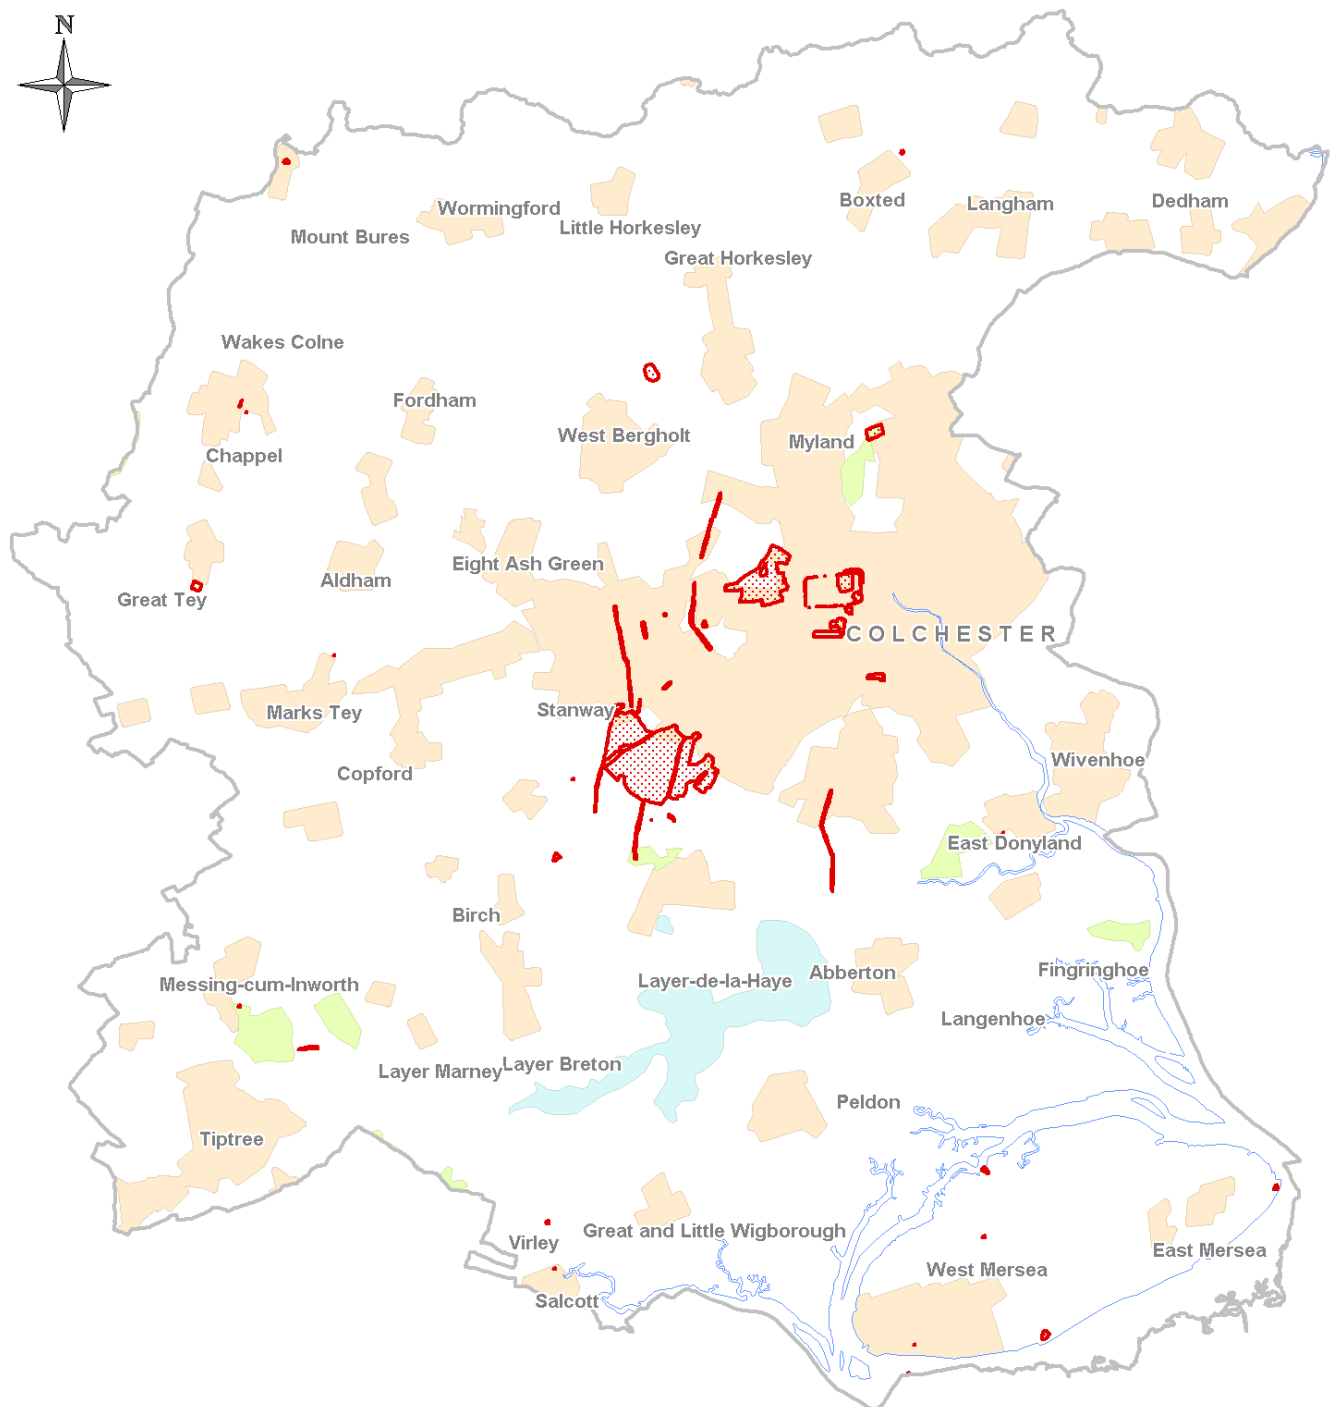 N
Boxted
Langham
Dedham
Wormingford
Little Horkesley
Mount Bures
Great Horkesley
Wakes Colne
Fordham
West Bergholt
Myland
Chappel
Eight Ash Green
Aldham
Great Tey
COLCHESTER
Stanway
Marks Tey
Copford
Wivenhoe
East Donyland
Birch
Messing-cum-Inworth
Layer-de-la-Haye
Abberton
Fingringhoe
Langenhoe
Layer Marney
Layer Breton
Peldon
Tiptree
Virley
Great and Little Wigborough
East Mersea
West Mersea
Salcott